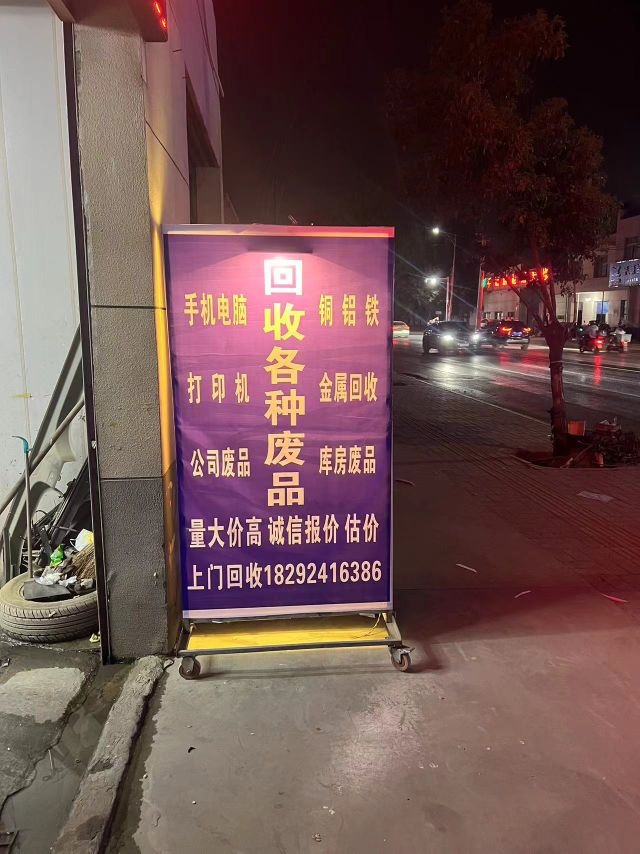 回收各种废品
手机电脑 铜铝铁
打印机 金属回收
公司废品 库房废品
量大价高 诚信报价 估价
上门回收18292416386